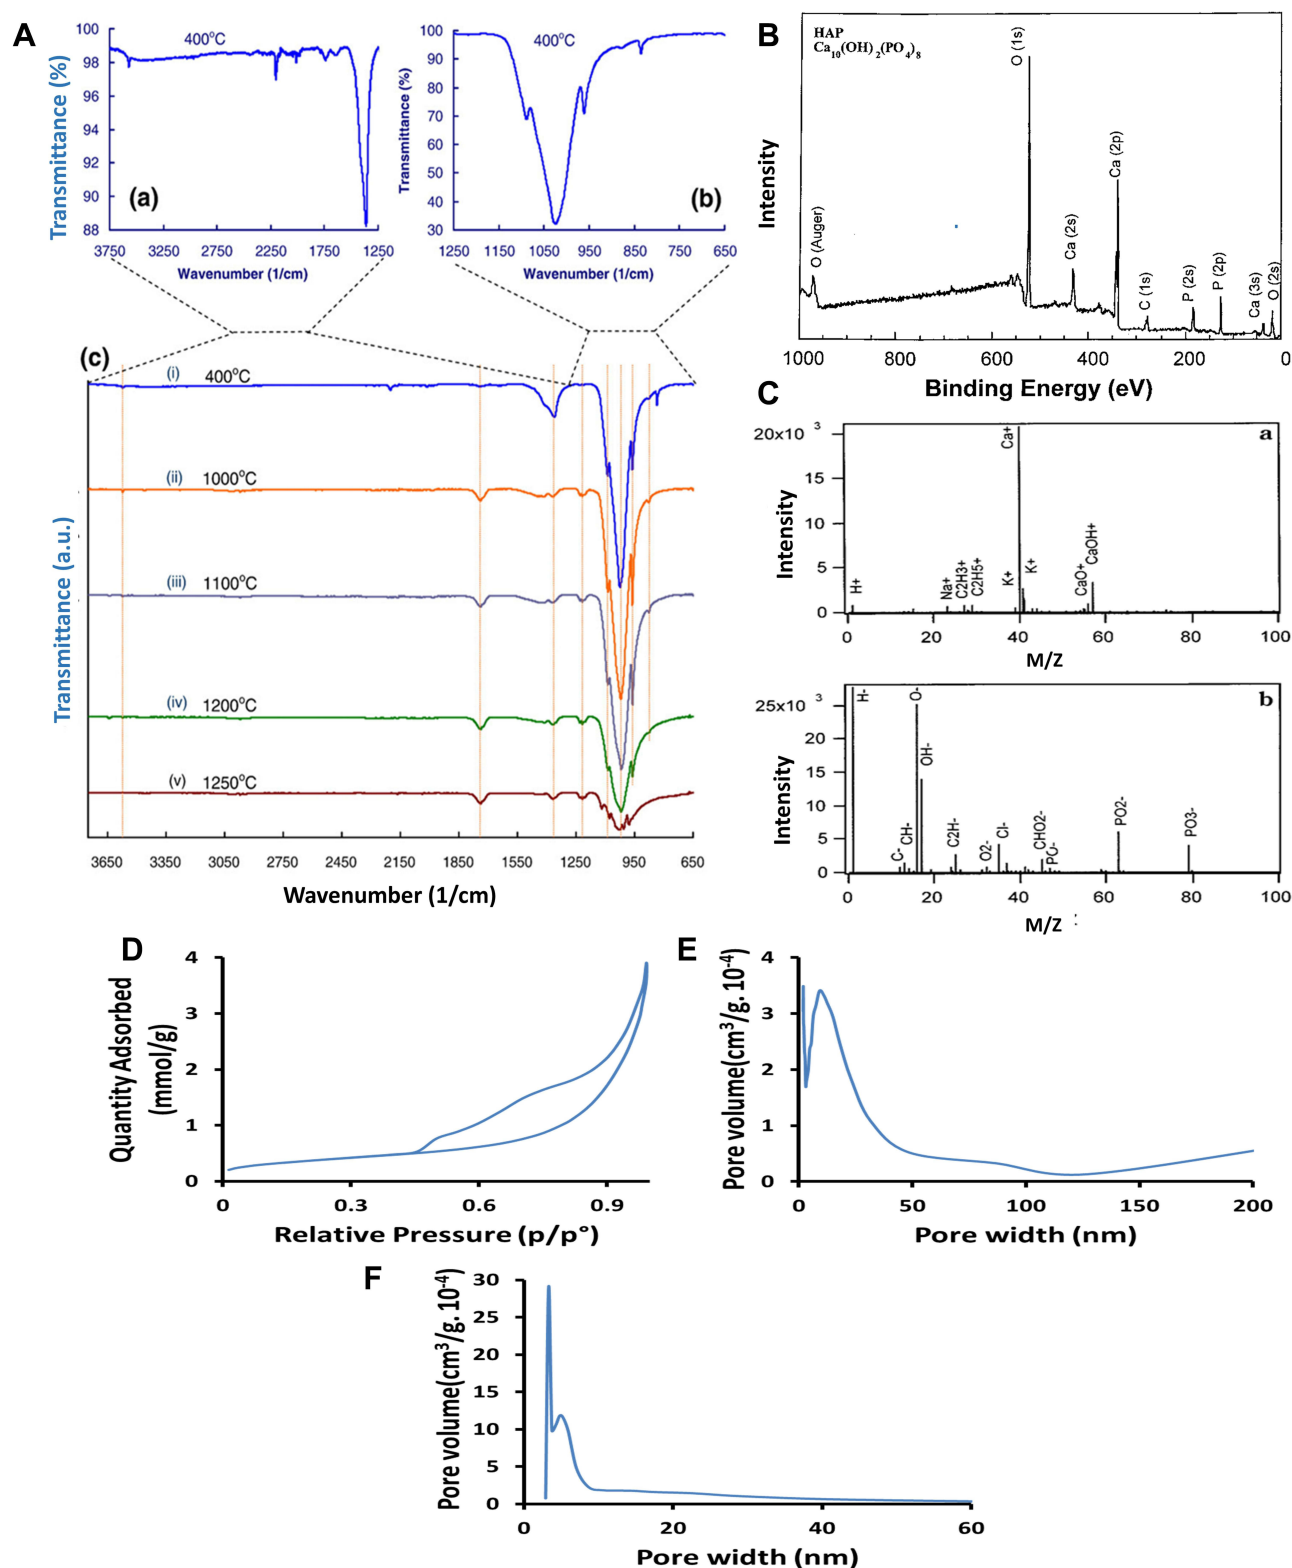 A
400°C
100
98
96
94
92
90
88
Transmittance (%)
(a)
3750
3250
2750
2250
1750
1250
Wavenumber (1/cm)
400°C
100
90
80
70
60
50
40
30
Transmittance (%)
(b)
1250
1150
1050
950
850
750
650
Wavenumber (1/cm)
(c)
(i) 400°C
(ii) 1000°C
(iii) 1100°C
(iv) 1200°C
(v) 1250°C
Transmittance (a.u.)
3650
3350
3050
2750
2450
2150
1850
1550
1250
950
650
Wavenumber (1/cm)
B
HAP
Ca10(OH)2(PO4)8
Intensity
O (Auger)
O (1s)
Ca (2s)
Ca (2p)
C (1s)
P (2s)
P (2p)
Ca (3s)
O (2s)
1000
800
600
400
200
0
Binding Energy (eV)
C
a
20x10 3
15
10
5
0
Intensity
H+
Na+
C2H3+
C2H5+
K+
Ca+
K+
CaO+
CaOH+
0
20
40
60
80
100
M/Z
b
25x10 3
20
15
10
5
0
Intensity
H-
C-
CH-
O-
OH-
C2H-
O2-
Cl-
CHO2-
PO-
PO2-
PO3-
0
20
40
60
80
100
M/Z :
D
Quantity Adsorbed
(mmol/g)
4
3
2
1
0
0
0.3
0.6
0.9
Relative Pressure (p/p°)
E
Pore volume(cm3/g. 10-4)
4
3
2
1
0
0
50
100
150
200
Pore width (nm)
F
Pore volume(cm3/g. 10-4)
30
25
20
15
10
5
0
0
20
40
60
Pore width (nm)